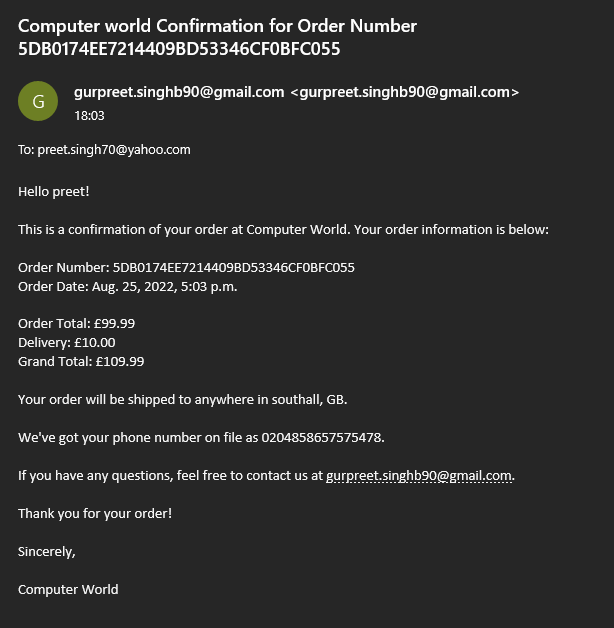 Computer world Confirmation for Order Number
5DB0174EE7214409BD53346CF0BFC055
G
gurpreet.singhb90@gmail.com <gurpreet.singhb90@gmail.com>
18:03
To: preet.singh70@yahoo.com
Hello preet!
This is a confirmation of your order at Computer World. Your order information is below:
Order Number: 5DB0174EE7214409BD53346CF0BFC055
Order Date: Aug. 25, 2022, 5:03 p.m.
Order Total: £99.99
Delivery: £10.00
Grand Total: £109.99
Your order will be shipped to anywhere in southall, GB.
We've got your phone number on file as 0204858657575478.
If you have any questions, feel free to contact us at gurpreet.singhb90@gmail.com.
Thank you for your order!
Sincerely,
Computer World